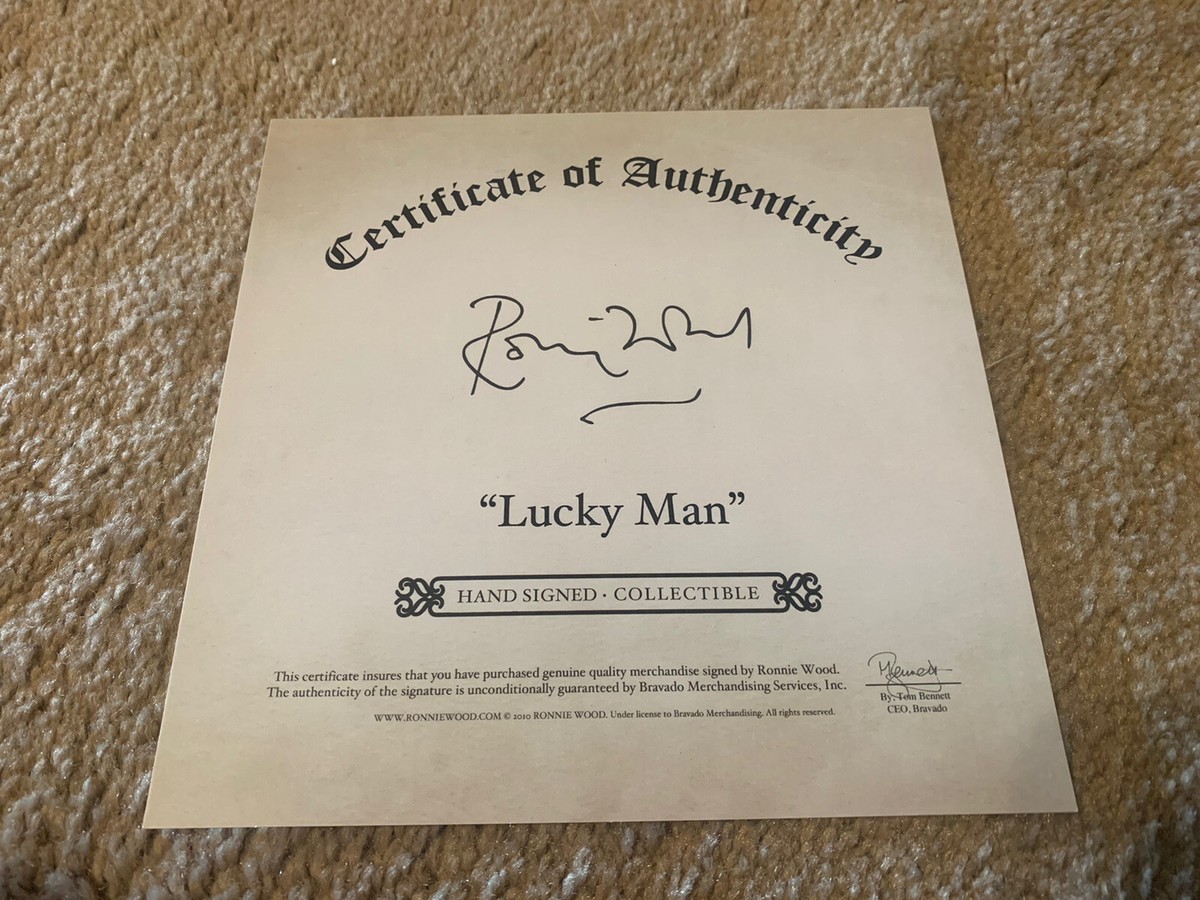 Certificate of Authenticity
Ronnie Wood
“Lucky Man”
HAND SIGNED · COLLECTIBLE
This certificate insures that you have purchased genuine quality merchandise signed by Ronnie Wood.
The authenticity of the signature is unconditionally guaranteed by Bravado Merchandising Services, Inc.
WWW.RONNIEWOOD.COM © 2010 RONNIE WOOD. Under license to Bravado Merchandising. All rights reserved.
TBennett
By: Tom Bennett
CEO, Bravado